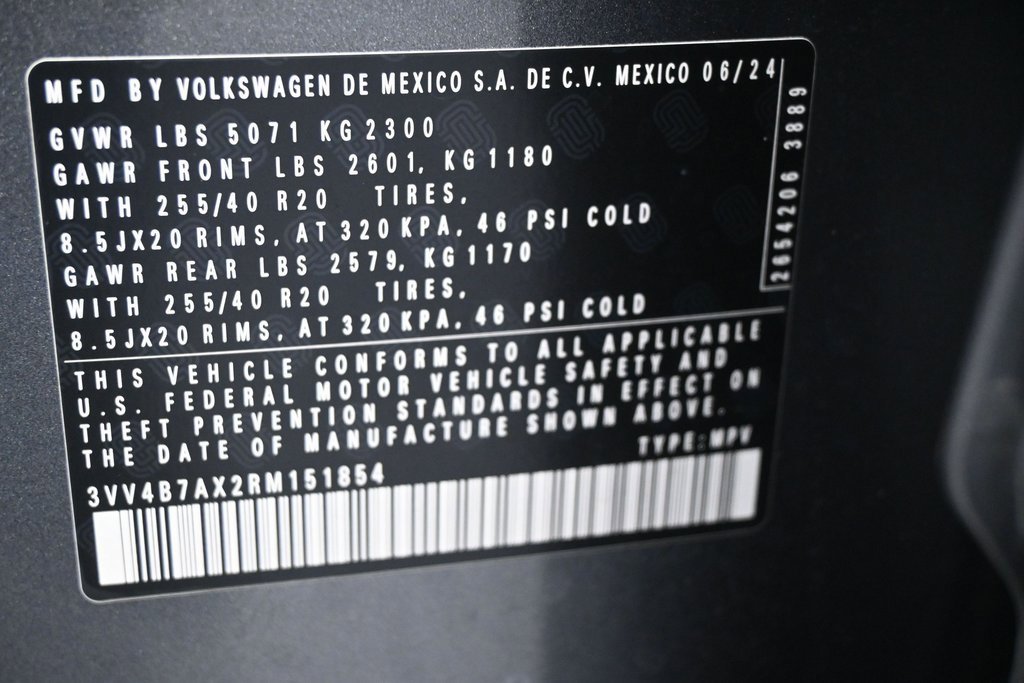 MFD BY VOLKSWAGEN DE MEXICO S.A. DE C.V. MEXICO 06/24
GVWR LBS 5071 KG 2300
GAWR FRONT LBS 2601, KG 1180
WITH 255/40 R20 TIRES,
8.5JX20 RIMS, AT 320 KPA, 46 PSI COLD
GAWR REAR LBS 2579, KG 1170
WITH 255/40 R20 TIRES,
8.5JX20 RIMS, AT 320 KPA, 46 PSI COLD
2654206 3889
THIS VEHICLE CONFORMS TO ALL APPLICABLE
U.S. FEDERAL MOTOR VEHICLE SAFETY AND
THEFT PREVENTION STANDARDS IN EFFECT ON
THE DATE OF MANUFACTURE SHOWN ABOVE.
TYPE:MPV
3VV4B7AX2RM151854